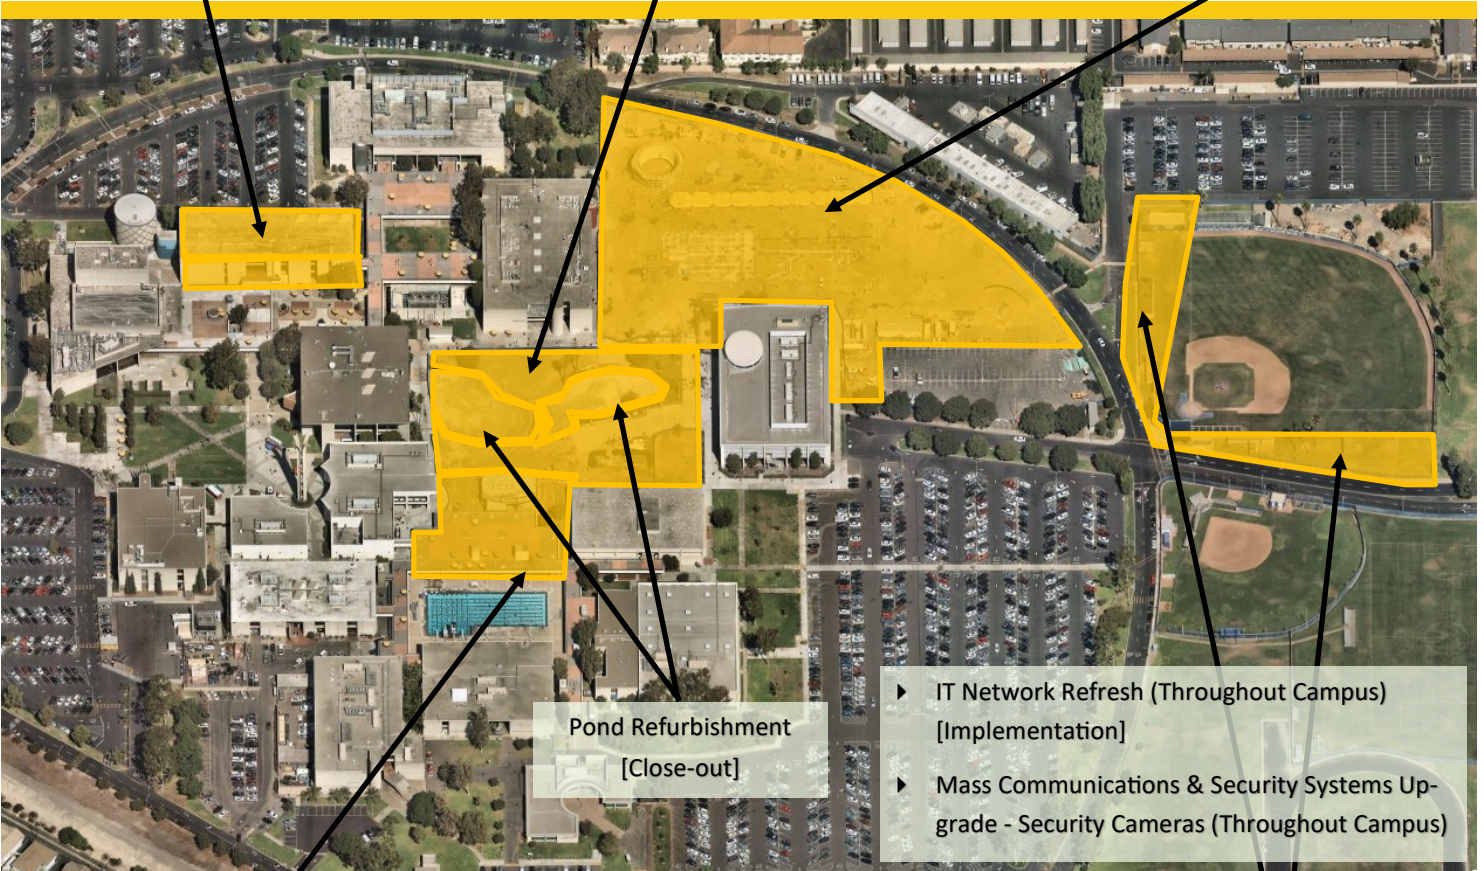 Pond Refurbishment
[Close-out]
IT Network Refresh (Throughout Campus)
[Implementation]
Mass Communications & Security Systems Up-
grade - Security Cameras (Throughout Campus)